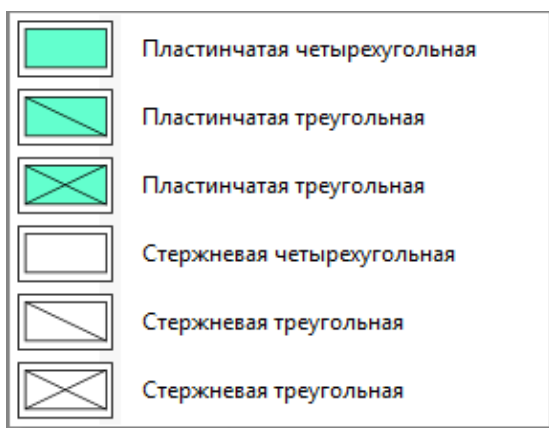 Пластинчатая четырехугольная
Пластинчатая треугольная
Пластинчатая треугольная
Стержневая четырехугольная
Стержневая треугольная
Стержневая треугольная